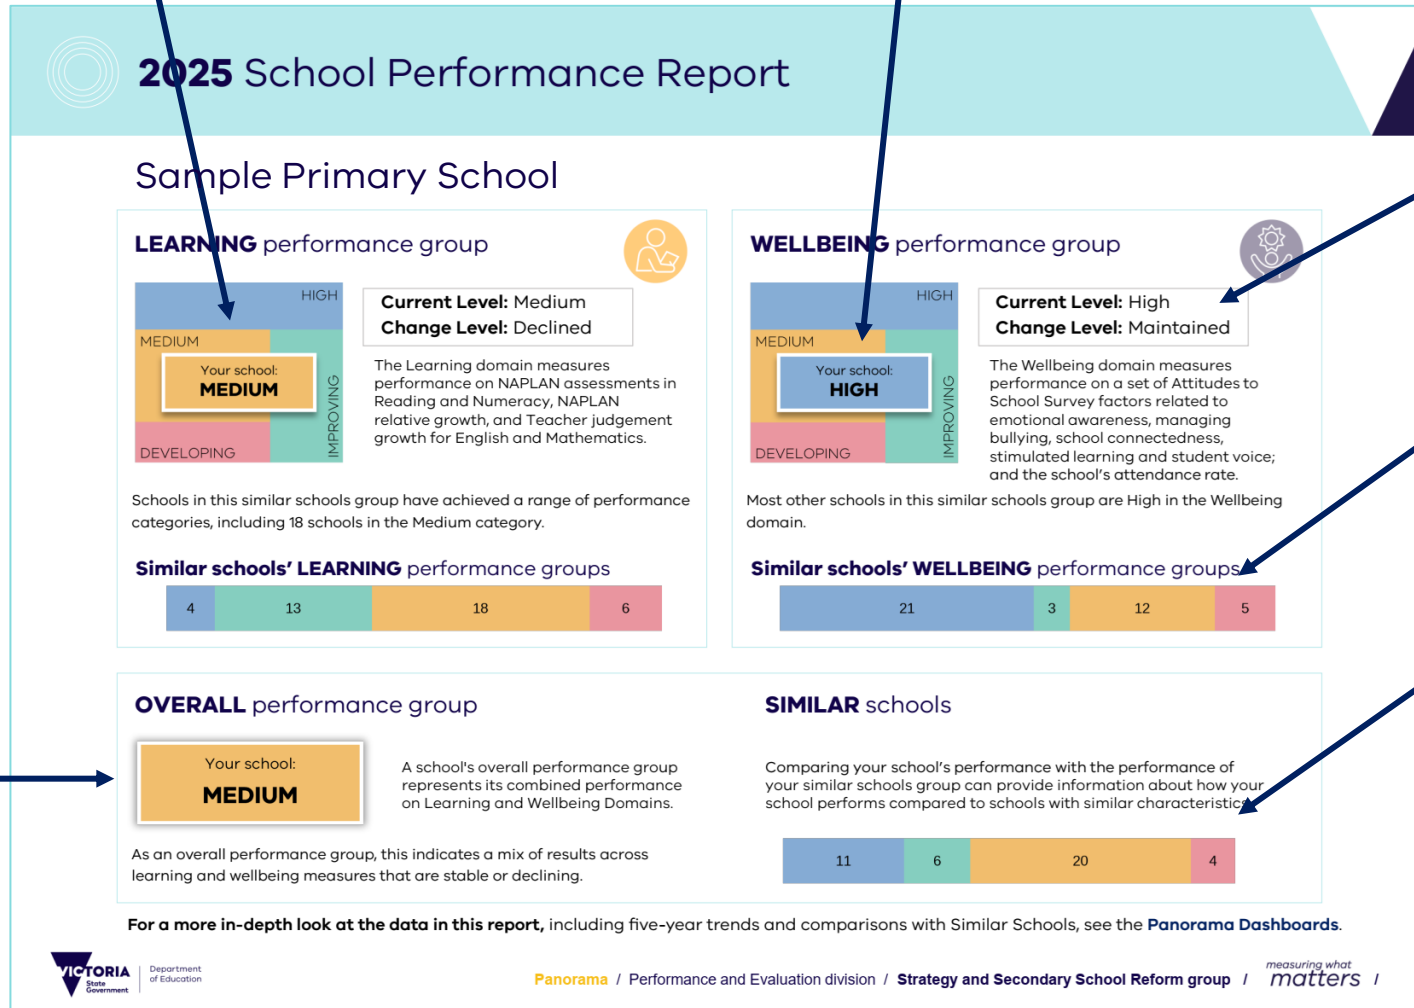 2025 School Performance Report
Sample Primary School
LEARNING performance group
HIGH
MEDIUM
Your school:
MEDIUM
IMPROVING
DEVELOPING
Current Level: Medium
Change Level: Declined
The Learning domain measures
performance on NAPLAN assessments in
Reading and Numeracy, NAPLAN
relative growth, and Teacher judgement
growth for English and Mathematics.
Schools in this similar schools group have achieved a range of performance
categories, including 18 schools in the Medium category.
Similar schools' LEARNING performance groups
4 13 18 6
WELLBEING performance group
HIGH
MEDIUM
Your school:
HIGH
IMPROVING
DEVELOPING
Current Level: High
Change Level: Maintained
The Wellbeing domain measures
performance on a set of Attitudes to
School Survey factors related to
emotional awareness, managing
bullying, school connectedness,
stimulated learning and student voice;
and the school's attendance rate.
Most other schools in this similar schools group are High in the Wellbeing
domain.
Similar schools' WELLBEING performance groups
21 3 12 5
OVERALL performance group
Your school:
MEDIUM
A school's overall performance group
represents its combined performance
on Learning and Wellbeing Domains.
As an overall performance group, this indicates a mix of results across
learning and wellbeing measures that are stable or declining.
SIMILAR schools
Comparing your school's performance with the performance of
your similar schools group can provide information about how your
school performs compared to schools with similar characteristics
11 6 20 4
For a more in-depth look at the data in this report, including five-year trends and comparisons with Similar Schools, see the Panorama Dashboards.
VICTORIA
State
Government
Department
of Education
Panorama / Performance and Evaluation division / Strategy and Secondary School Reform group /
measuring what
matters /